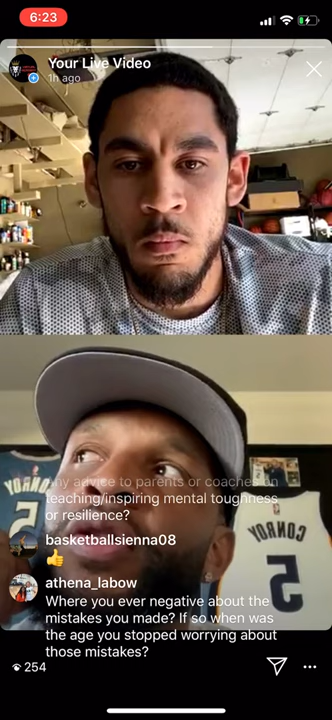 6:23
Your Live Video
1h ago
any advice to parents or coaches on
teaching/inspiring mental toughness
or resilience?
CONROY
5
basketballsienna08
👍
athena_labow
Where you ever negative about the
mistakes you made? If so when was
the age you stopped worrying about
those mistakes?
254